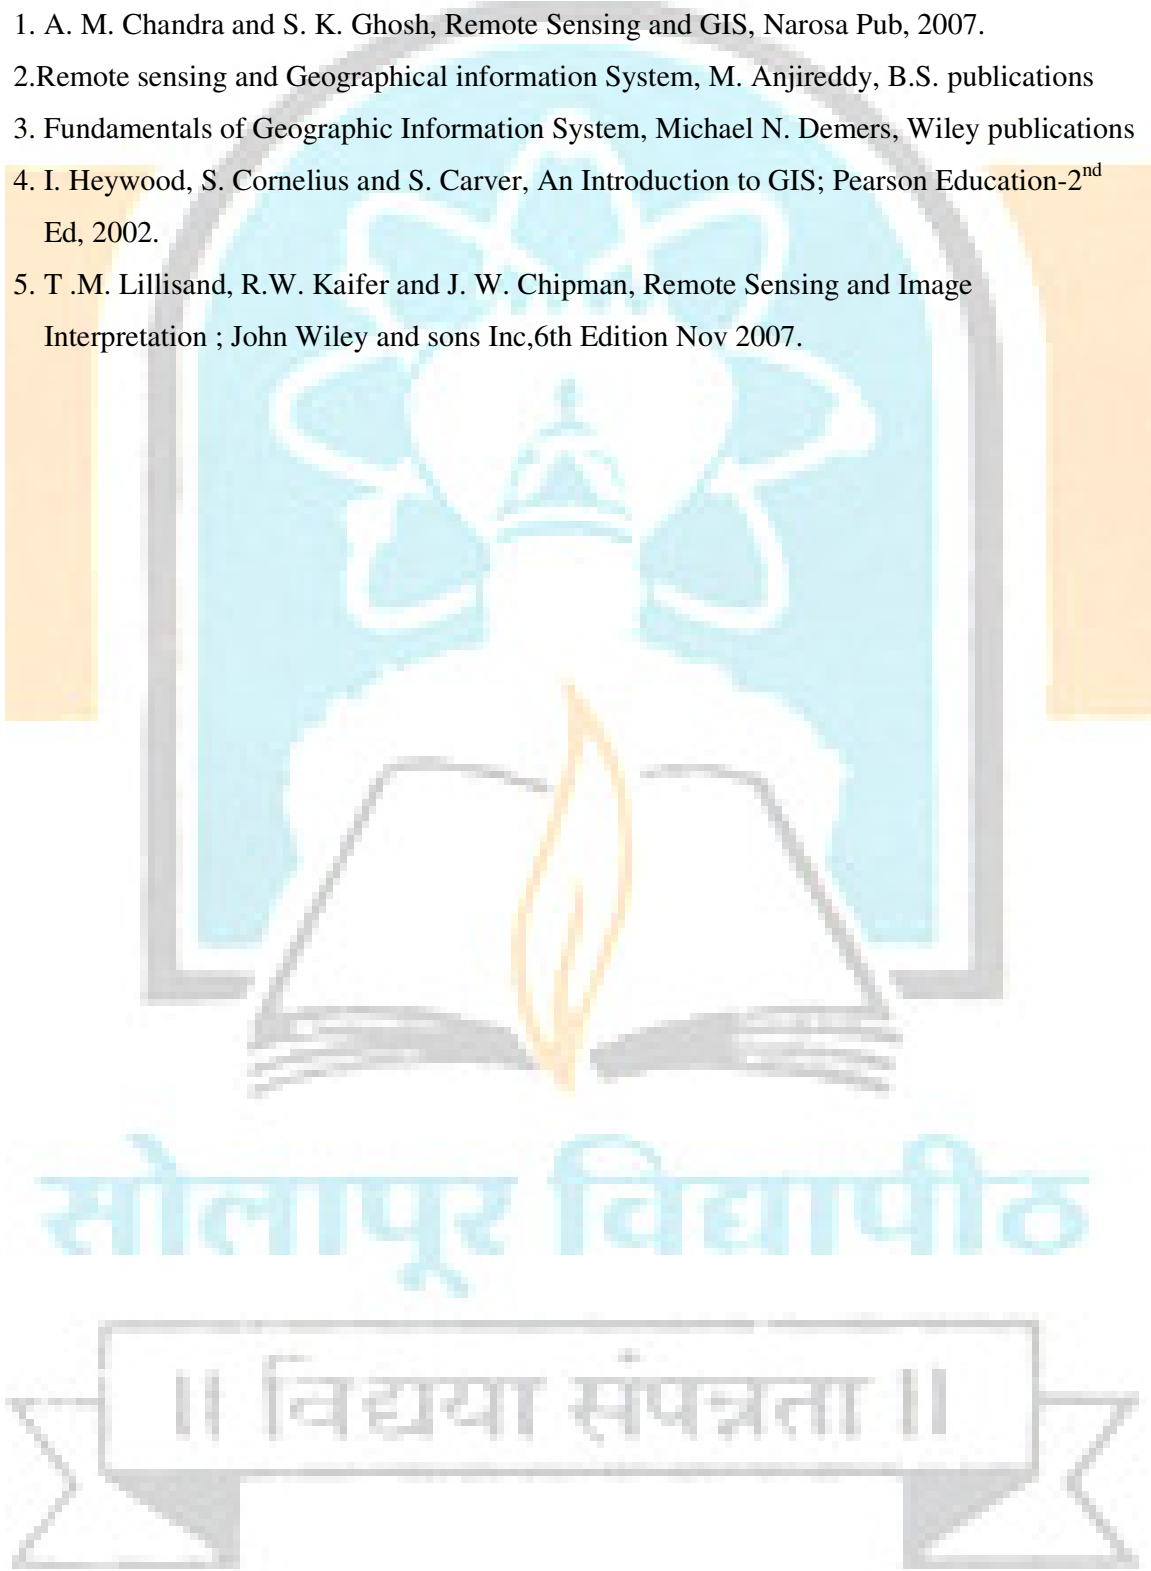 1. A. M. Chandra and S. K. Ghosh, Remote Sensing and GIS, Narosa Pub, 2007.
2.Remote sensing and Geographical information System, M. Anjireddy, B.S. publications
3. Fundamentals of Geographic Information System, Michael N. Demers, Wiley publications
4. I. Heywood, S. Cornelius and S. Carver, An Introduction to GIS; Pearson Education-2nd
Ed, 2002.
5. T .M. Lillisand, R.W. Kaifer and J. W. Chipman, Remote Sensing and Image
Interpretation ; John Wiley and sons Inc,6th Edition Nov 2007.
सोलापूर विद्यापीठ
॥ विद्यया संपन्नता ॥